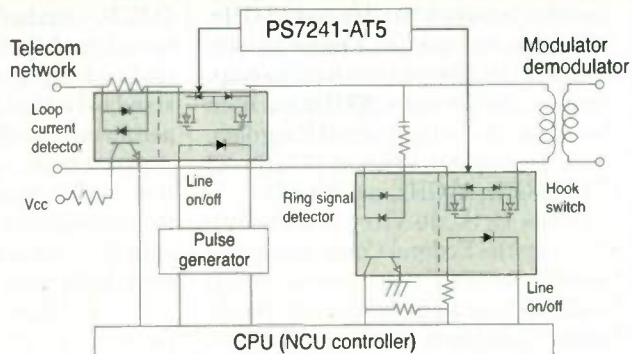 PS7241-AT5
Telecom
network
Modulator
demodulator
Loop
current
detector
Vcc
Line
on/off
Pulse
generator
Ring signal
detector
Hook
switch
Line
on/off
CPU (NCU controller)